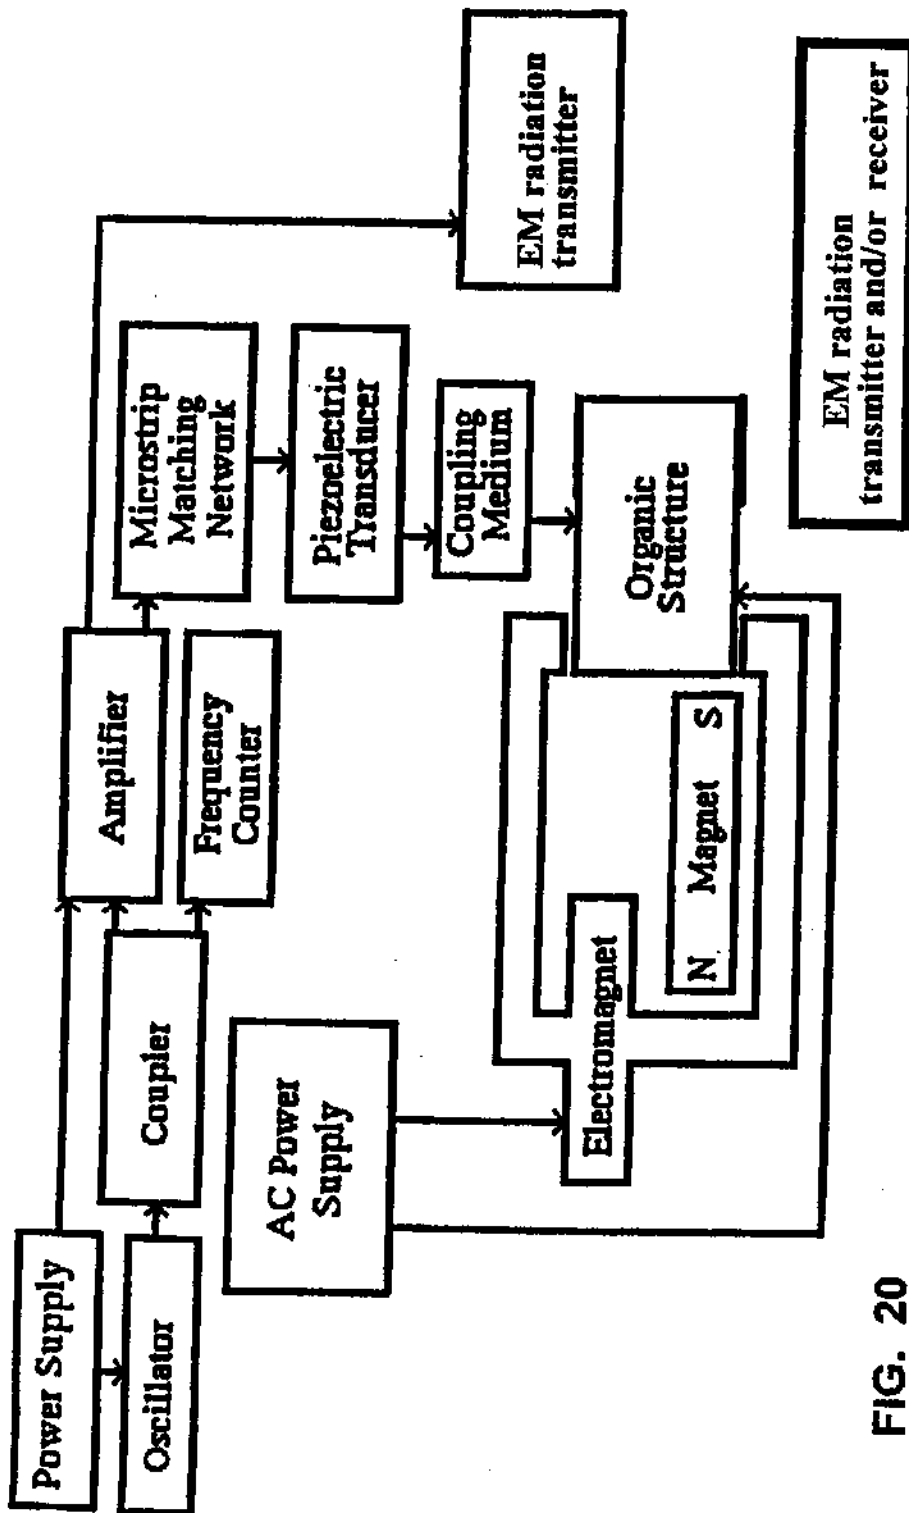 Power Supply
Oscillator
Coupler
Amplifier
Frequency
Counter
Microstrip
Matching
Network
Piezoelectric
Transducer
Coupling
Medium
EM radiation
transmitter
AC Power
Supply
Electromagnet
N Magnet S
Organic
Structure
EM radiation
transmitter and/or receiver
FIG. 20